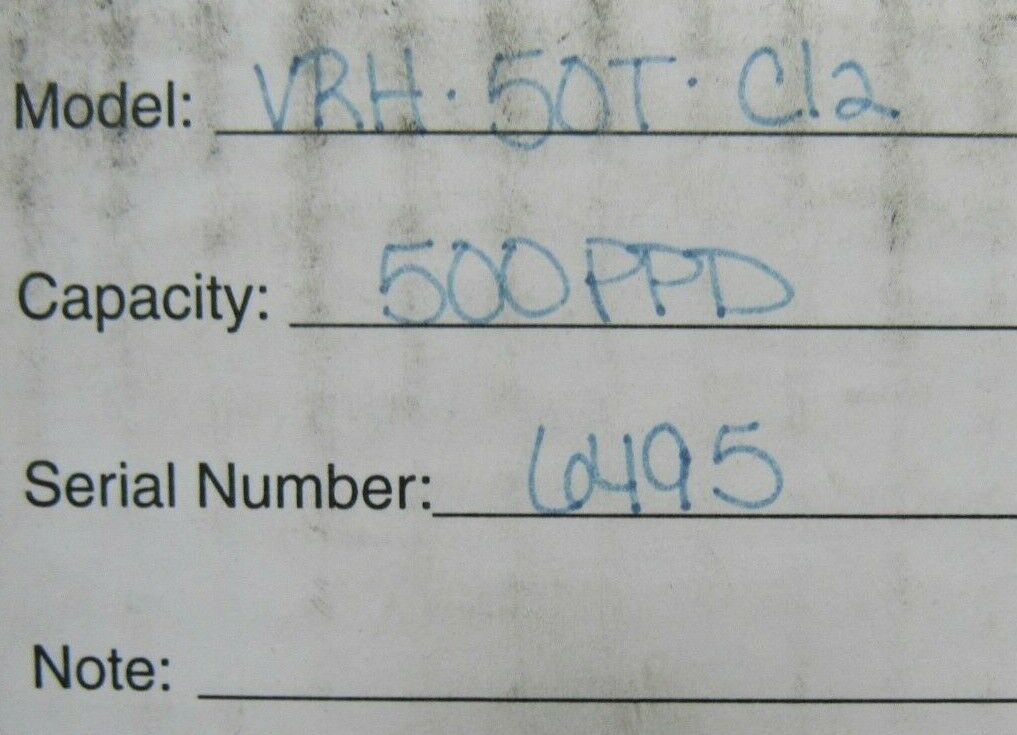 Model: VRH·50T·Cl2
Capacity: 500PPD
Serial Number: 6495
Note: